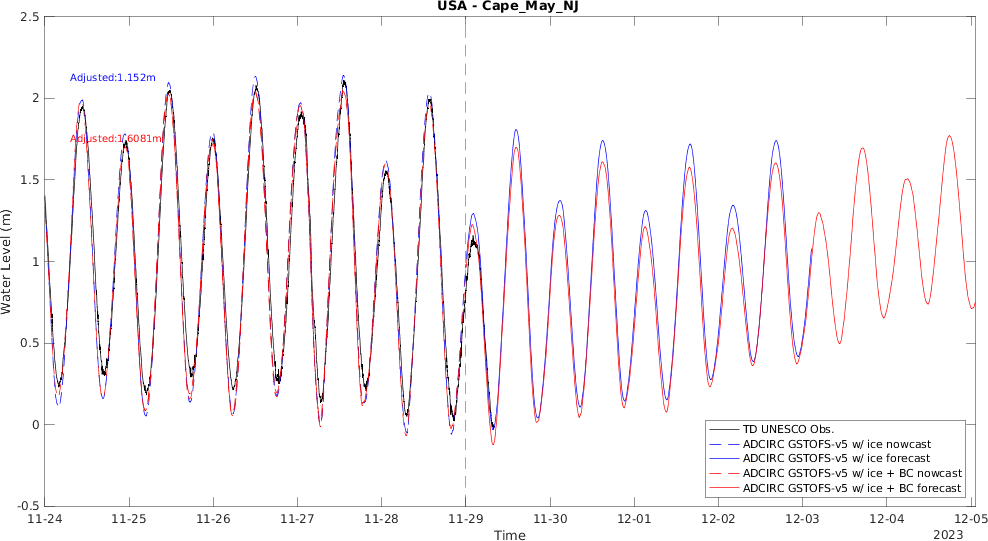 USA - Cape_May_NJ
2.5
2
1.5
1
0.5
0
-0.5
Water Level (m)
Adjusted:1.152m
Adjusted:1.6081m
TD UNESCO Obs.
ADCIRC GSTOFS-v5 w/ ice nowcast
ADCIRC GSTOFS-v5 w/ ice forecast
ADCIRC GSTOFS-v5 w/ ice + BC nowcast
ADCIRC GSTOFS-v5 w/ ice + BC forecast
11-24 11-25 11-26 11-27 11-28 11-29 11-30 12-01 12-02 12-03 12-04 12-05
Time
2023